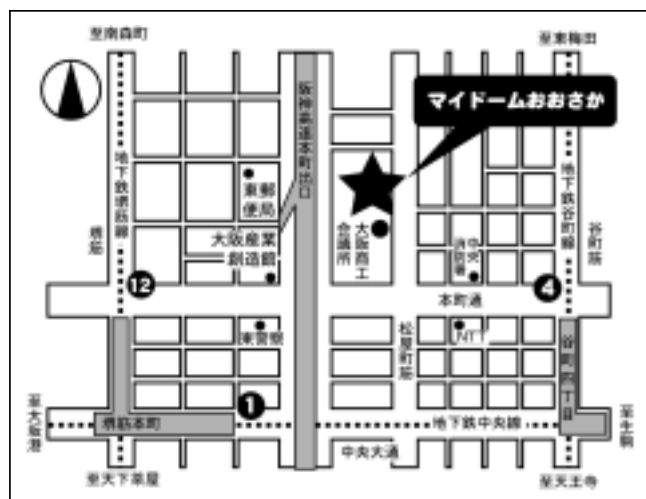 至南森町
至東梅田
マイドームおおさか
阪神高速本町出口
地下鉄堺筋線
堺筋
東郵
便局
大阪産業
創造館
大阪商工
会議所
中央
消防署
地下鉄谷町線
谷町筋
12
4
本町通
東警察
NTT
松屋町筋
谷町四丁目
1
至大阪港
堺筋本町
地下鉄中央線
至生駒
中央大通
至天下茶屋
至天王寺